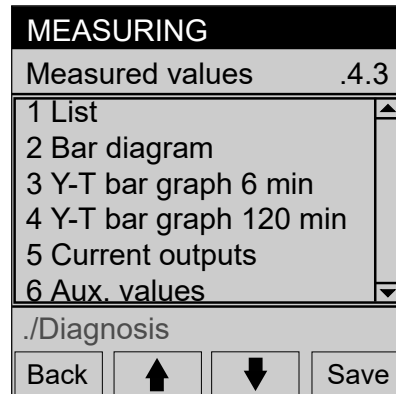 MEASURING
Measured values .4.3
1 List
2 Bar diagram
3 Y-T bar graph 6 min
4 Y-T bar graph 120 min
5 Current outputs
6 Aux. values
./Diagnosis
Back Save